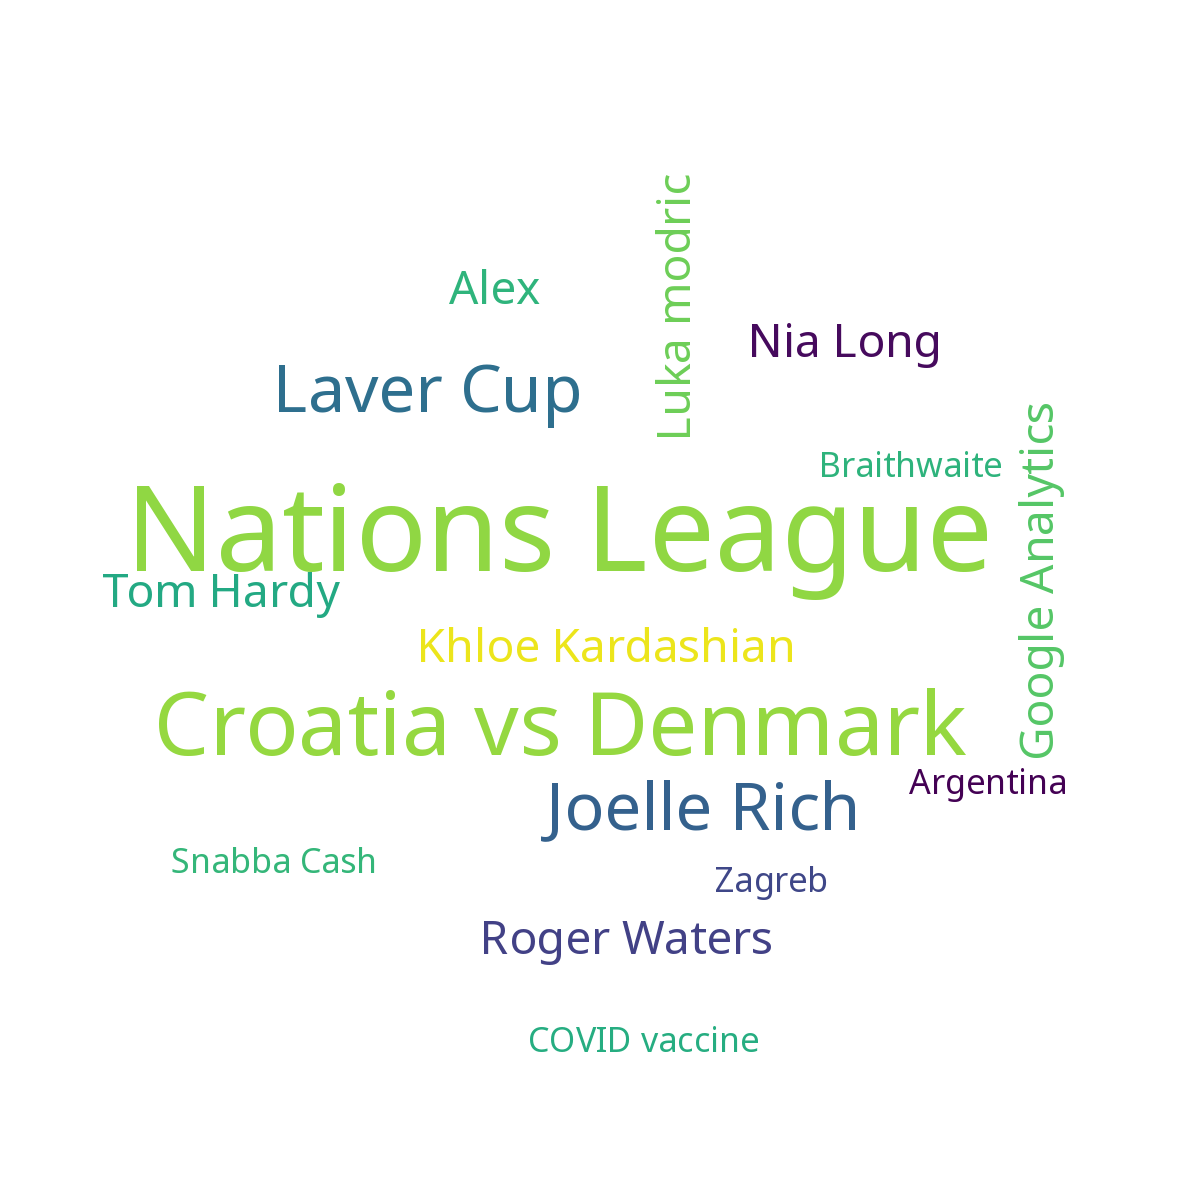 Luka modric
Alex
Nia Long
Laver Cup
Braithwaite
Google Analytics
Nations League
Tom Hardy
Khloe Kardashian
Croatia vs Denmark
Argentina
Joelle Rich
Snabba Cash
Zagreb
Roger Waters
COVID vaccine